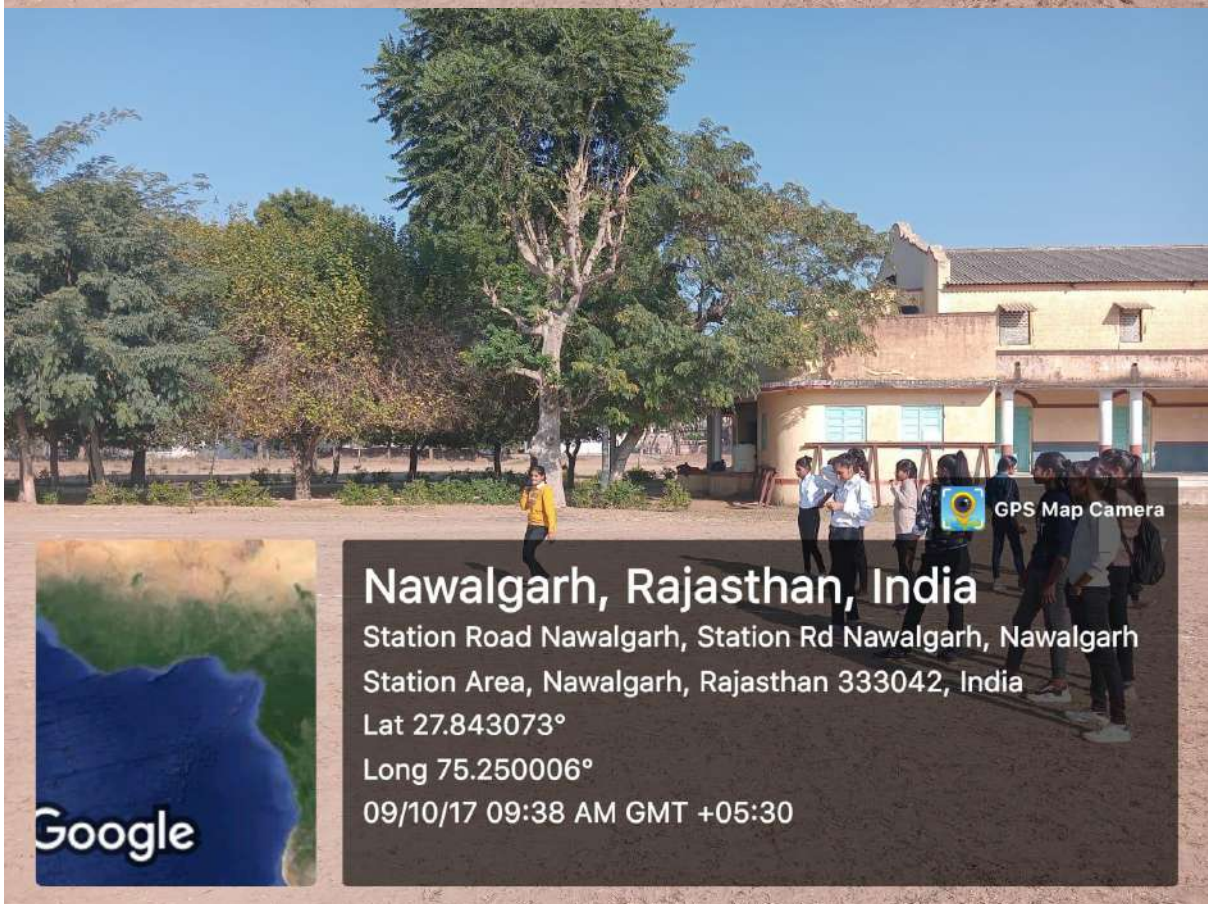 GPS Map Camera
Nawalgarh, Rajasthan, India
Station Road Nawalgarh, Station Rd Nawalgarh, Nawalgarh
Station Area, Nawalgarh, Rajasthan 333042, India
Lat 27.843073°
Long 75.250006°
09/10/17 09:38 AM GMT +05:30
Google